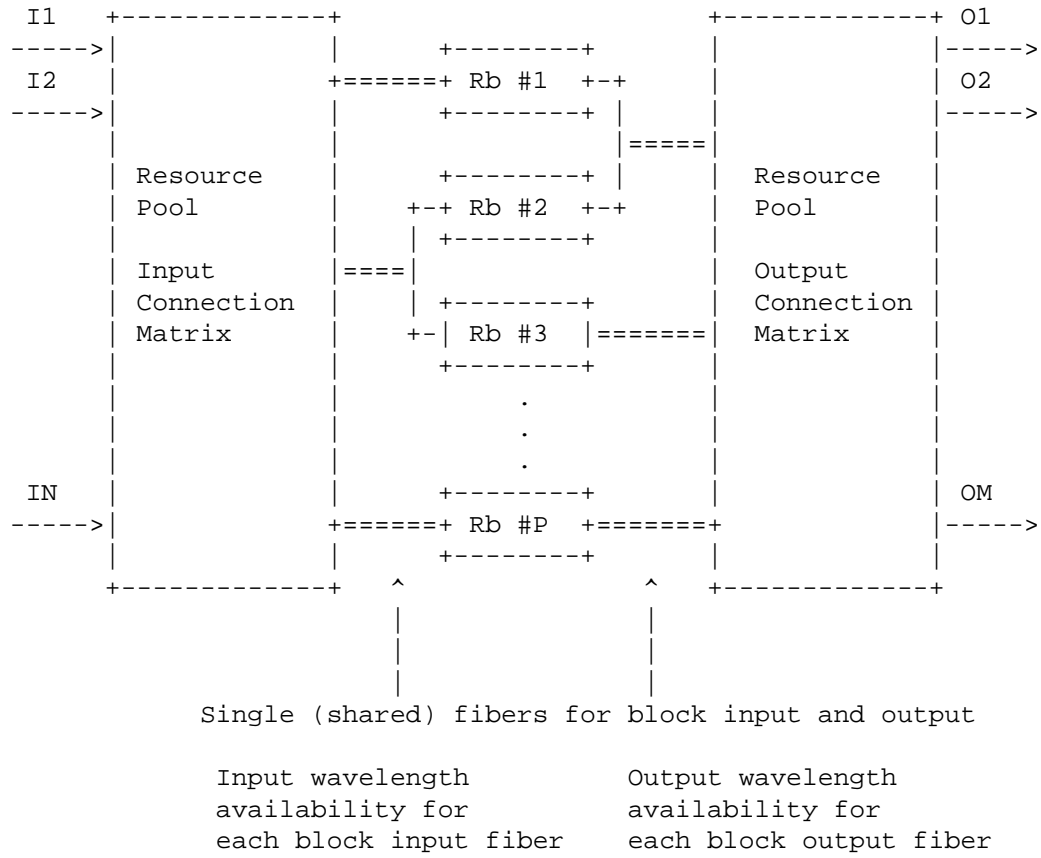 I1 +-------------+ +-------------+ O1
----->| | +--------+ | |----->
I2 | +======+ Rb #1 +-+ | | O2
----->| | +--------+ | | |----->
| | |=====| |
| Resource | +--------+ | | Resource |
| Pool | +-+ Rb #2 +-+ | Pool |
| | | +--------+ | |
| Input |====| | Output |
| Connection | | +--------+ | Connection |
| Matrix | +-| Rb #3 |=======| Matrix |
| | +--------+ | |
| | . | |
| | . | |
| | . | |
IN | | +--------+ | | OM
----->| +======+ Rb #P +=======+ |----->
| | +--------+ | |
+-------------+ ^ ^ +-------------+
| |
| |
| |
Single (shared) fibers for block input and output
Input wavelength Output wavelength
availability for availability for
each block input fiber each block output fiber